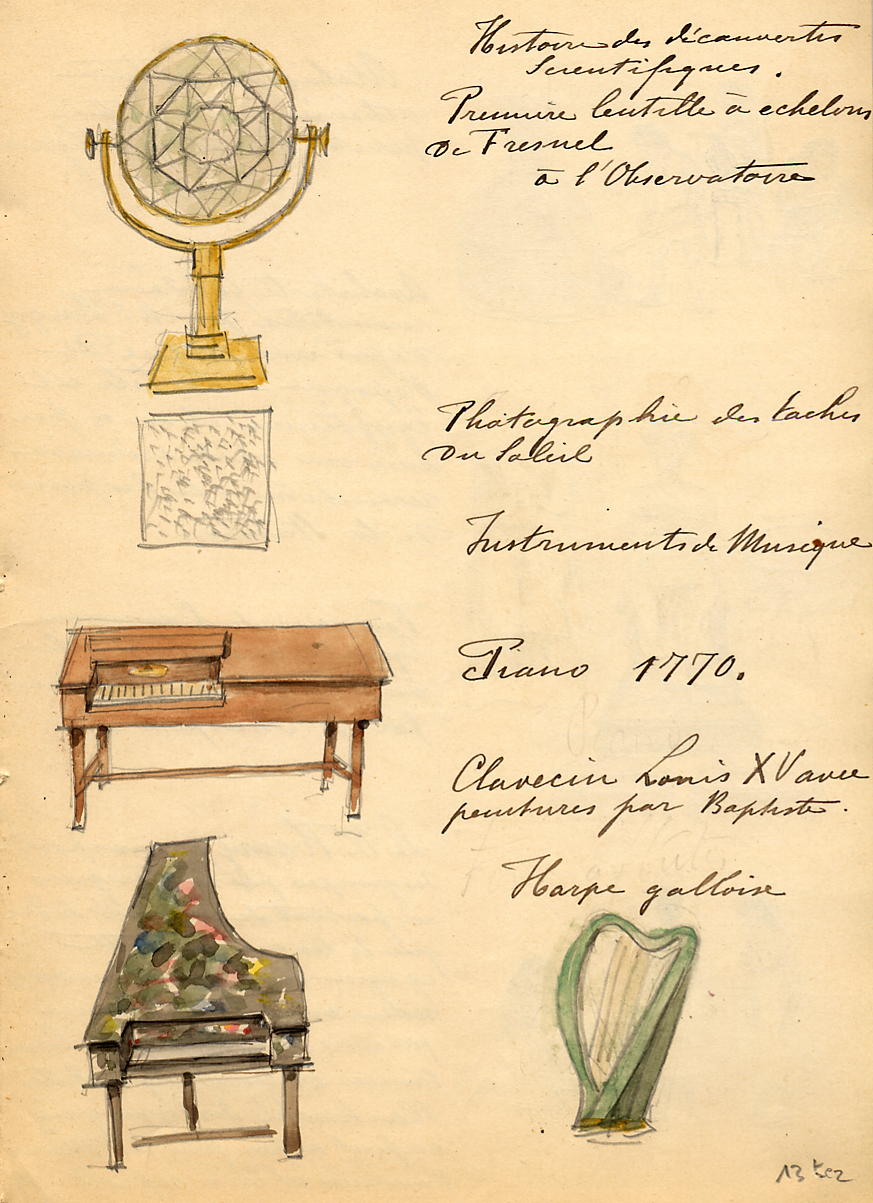 Histoire des découvertes
Scientifiques.
Première lentille à echelons
de Fresnel
à l'Observatoire
Photographie des taches
du Soleil
Instruments de Musique
Piano 1770.
Clavecin Louis XV avec
peintures par Baptiste.
Harpe galloise
13 ter